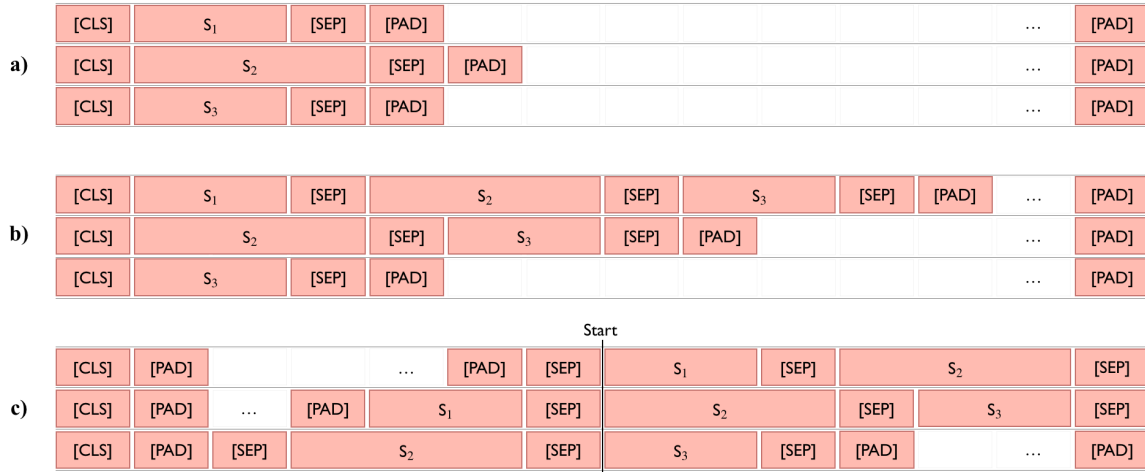 [CLS] S1 [SEP] [PAD] ... [PAD]
a) [CLS] S2 [SEP] [PAD] ... [PAD]
[CLS] S3 [SEP] [PAD] ... [PAD]
[CLS] S1 [SEP] S2 [SEP] S3 [SEP] [PAD] ... [PAD]
b) [CLS] S2 [SEP] S3 [SEP] [PAD] ... [PAD]
[CLS] S3 [SEP] [PAD] ... [PAD]
Start
[CLS] [PAD] ... [PAD] [SEP] S1 [SEP] S2 [SEP]
c) [CLS] [PAD] ... [PAD] S1 [SEP] S2 [SEP] S3 [SEP]
[CLS] [PAD] [SEP] S2 [SEP] S3 [SEP] [PAD] ... [PAD]